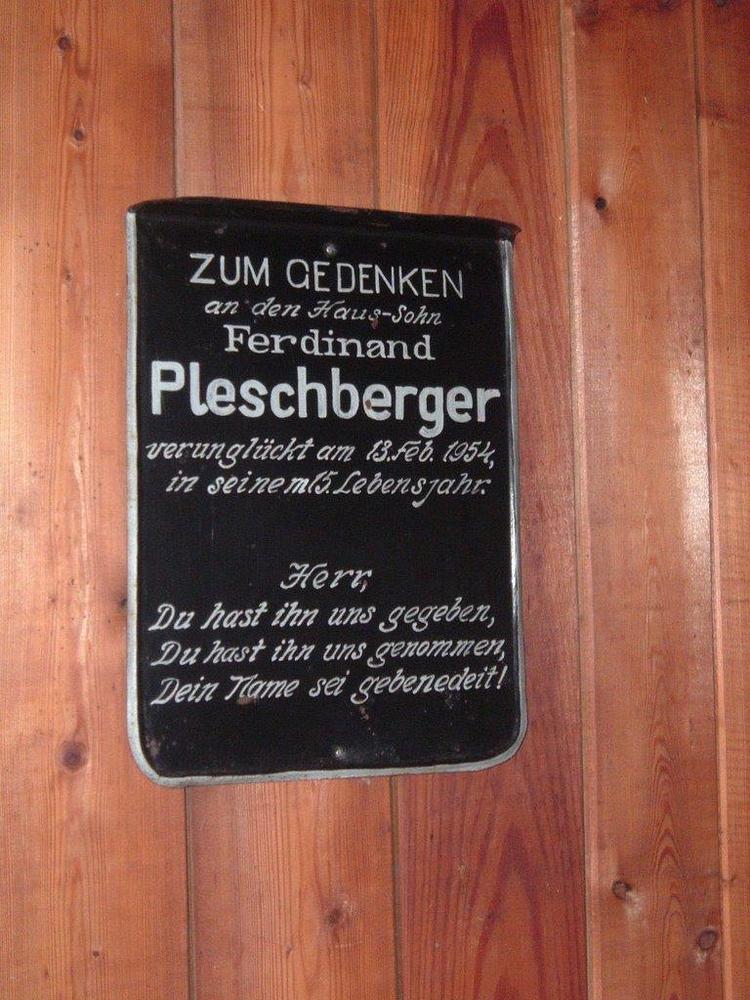 ZUM GEDENKEN
an den Haus-Sohn
Ferdinand
Pleschberger
verunglückt am 13.Feb. 1954,
in seinem 15. Lebensjahr.
Herr,
Du hast ihn uns gegeben,
Du hast ihn uns genommen,
Dein Name sei gebenedeit!